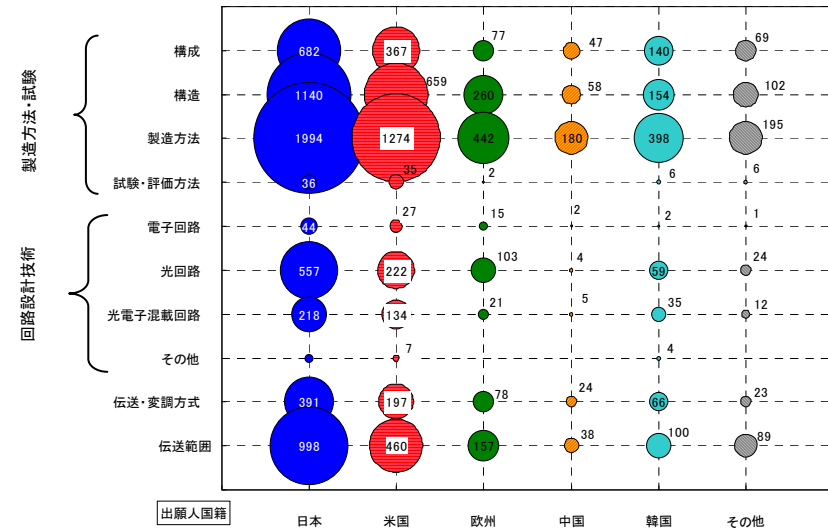 製造方法・試験
構成 682 367 77 47 140 69
構造 1140 659 260 58 154 102
製造方法 1994 1274 442 180 398 195
試験・評価方法 36 35 2 6 6
回路設計技術
電子回路 44 27 15 2 2 1
光回路 557 222 103 4 59 24
光電子混載回路 218 134 21 5 35 12
その他 7 4
伝送・変調方式 391 197 78 24 66 23
伝送範囲 998 460 157 38 100 89
出願人国籍 日本 米国 欧州 中国 韓国 その他